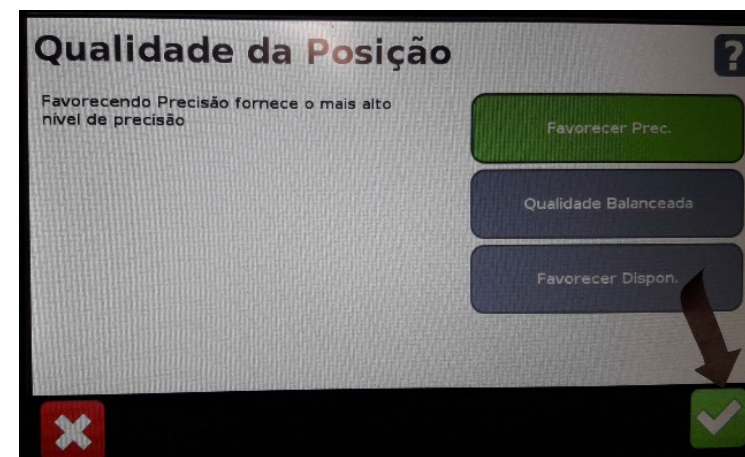 Qualidade da Posição
?
Favorecendo Precisão fornece o mais alto
nível de precisão
Favorecer Prec.
Qualidade Balanceada
Favorecer Dispon.